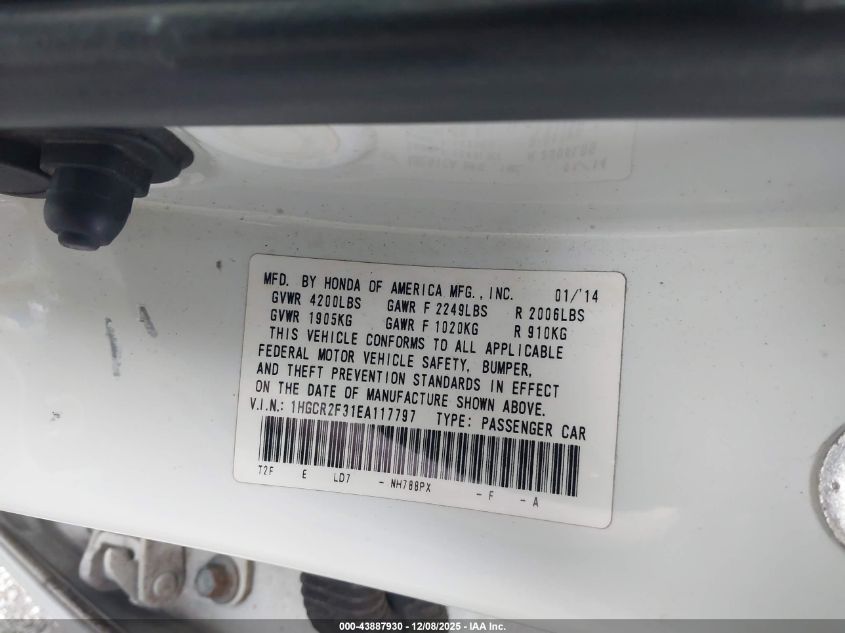 MFD. BY HONDA OF AMERICA MFG., INC. 01/'14
GVWR 4200LBS GAWR F 2249LBS R 2006LBS
GVWR 1905KG GAWR F 1020KG R 910KG
THIS VEHICLE CONFORMS TO ALL APPLICABLE
FEDERAL MOTOR VEHICLE SAFETY, BUMPER,
AND THEFT PREVENTION STANDARDS IN EFFECT
ON THE DATE OF MANUFACTURE SHOWN ABOVE.
V.I.N.: 1HGCR2F31EA117797 TYPE: PASSENGER CAR
T2F E LD7 - NH788PX - F - A
000-43887930 - 12/08/2025 - IAA Inc.